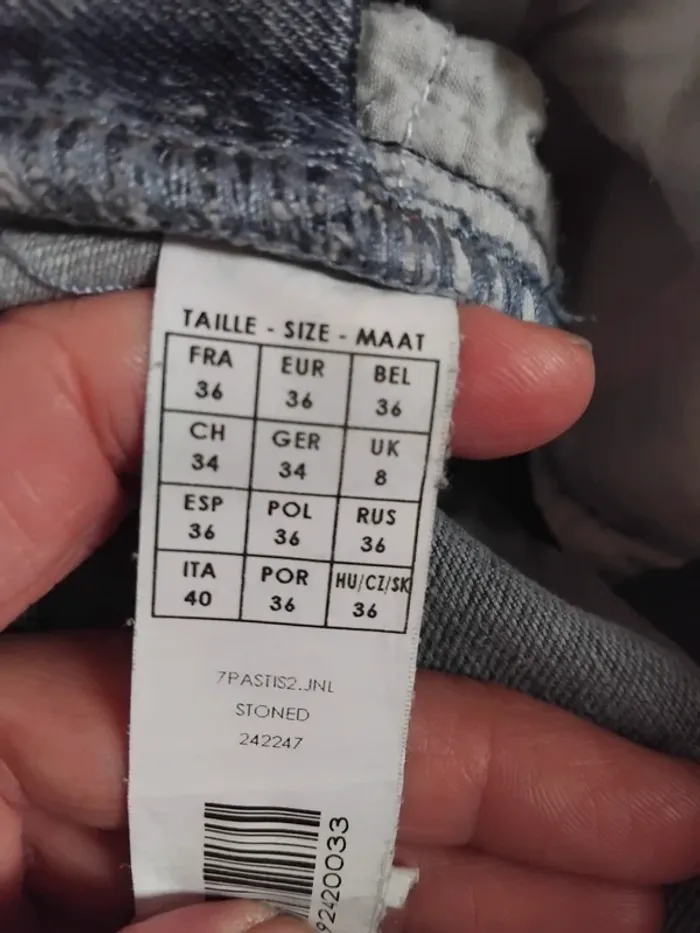 TAILLE - SIZE - MAAT
FRA EUR BEL
36 36 36
CH GER UK
34 34 8
ESP POL RUS
36 36 36
ITA POR HU/CZ/SK
40 36 36
7PASTIS2.JNL
STONED
242247
92420033